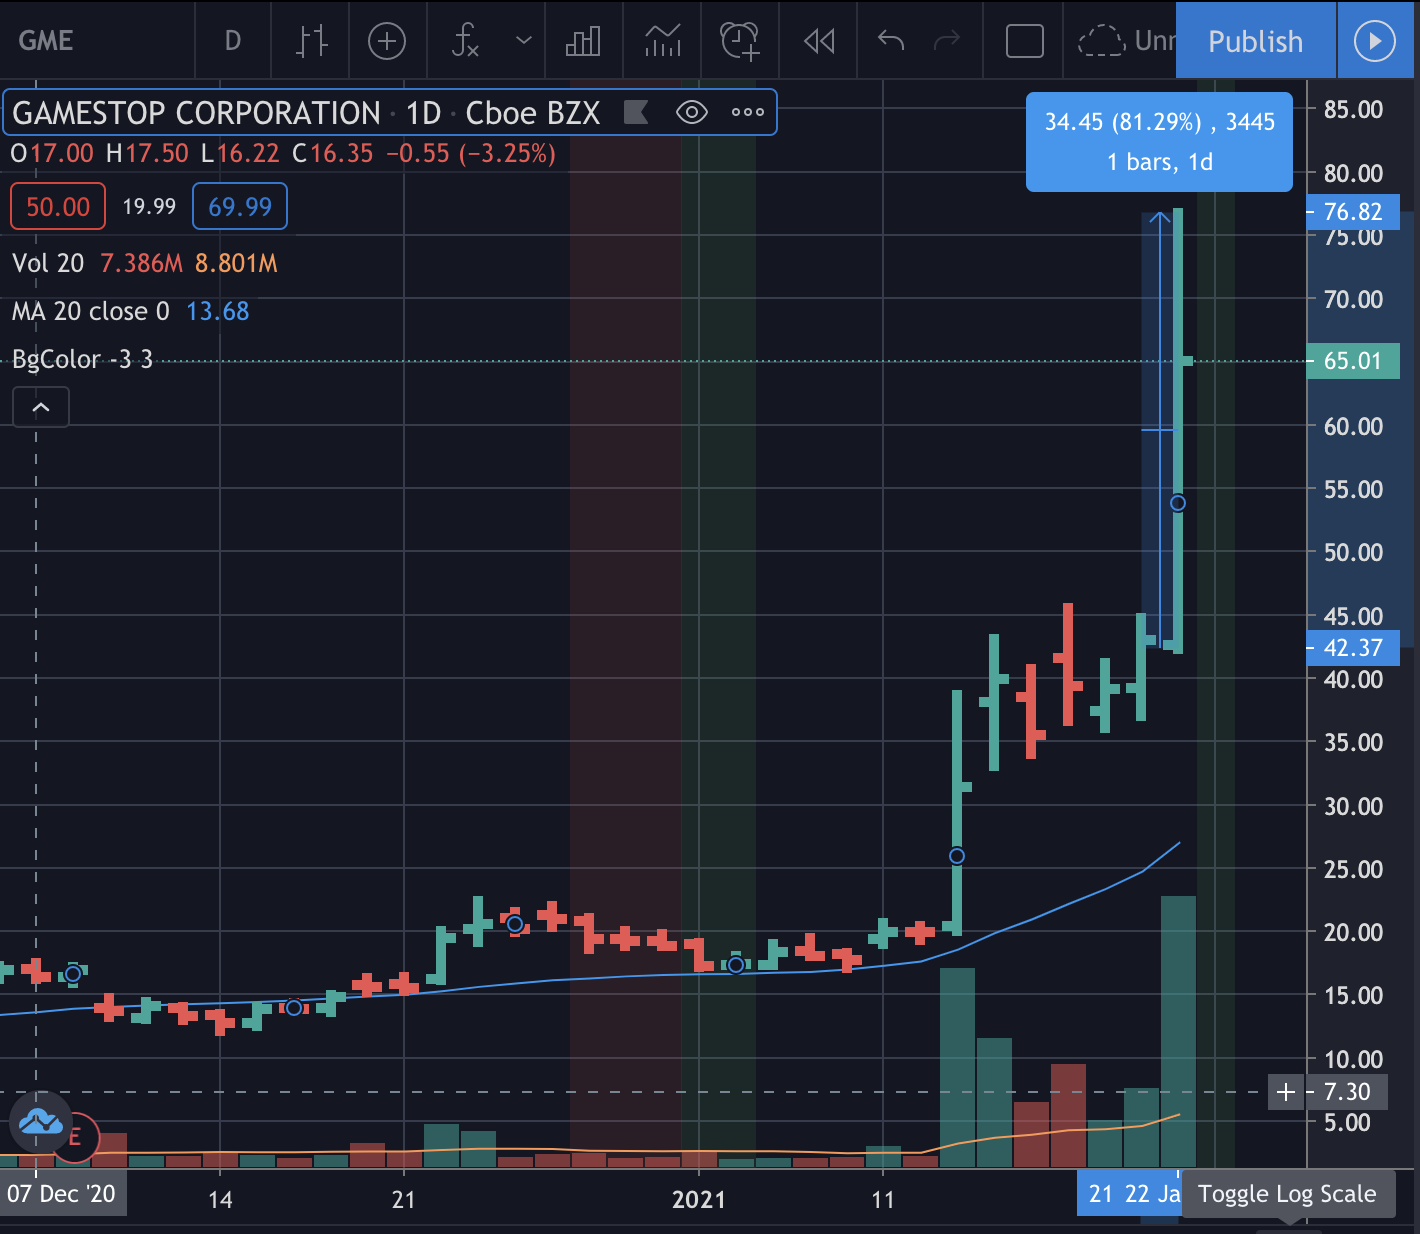 GME D Unr Publish
GAMESTOP CORPORATION · 1D · Cboe BZX
O17.00 H17.50 L16.22 C16.35 −0.55 (−3.25%)
50.00 19.99 69.99
Vol 20 7.386M 8.801M
MA 20 close 0 13.68
BgColor -3 3
34.45 (81.29%) , 3445
1 bars, 1d
85.00
80.00
76.82
75.00
70.00
65.01
60.00
55.00
50.00
45.00
42.37
40.00
35.00
30.00
25.00
20.00
15.00
10.00
7.30
5.00
E
07 Dec '20 14 21 2021 11 21 22 Ja Toggle Log Scale